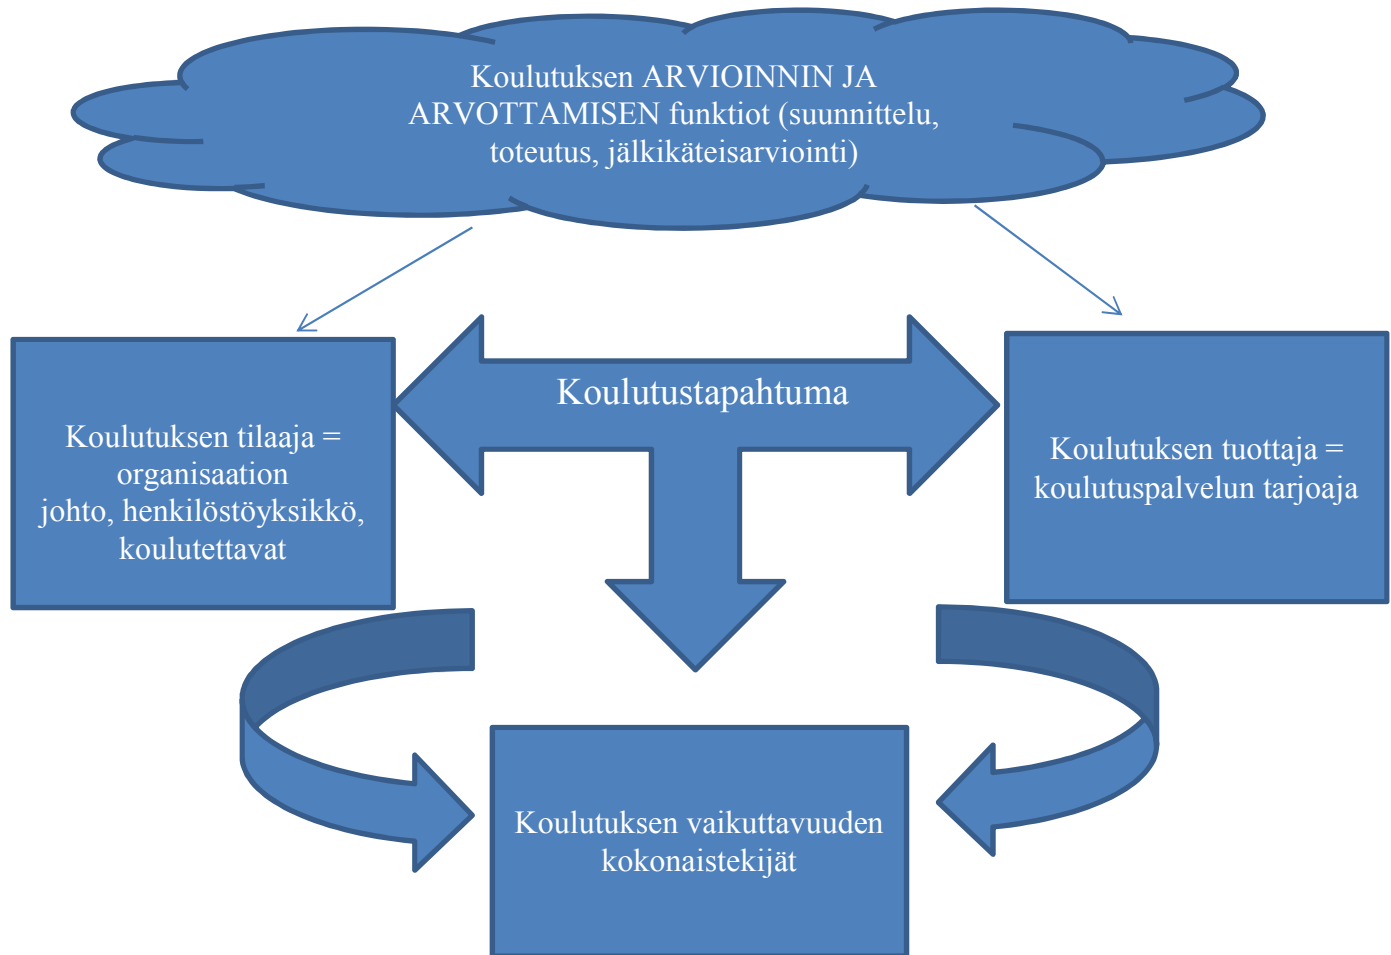 Koulutuksen ARVIOINNIN JA
ARVOTTAMISEN funktiot (suunnittelu,
toteutus, jälkikäteisarviointi)
Koulutustapahtuma
Koulutuksen tilaaja =
organisaation
johto, henkilöstöyksikkö,
koulutettavat
Koulutuksen tuottaja =
koulutuspalvelun tarjoaja
Koulutuksen vaikuttavuuden
kokonaistekijät